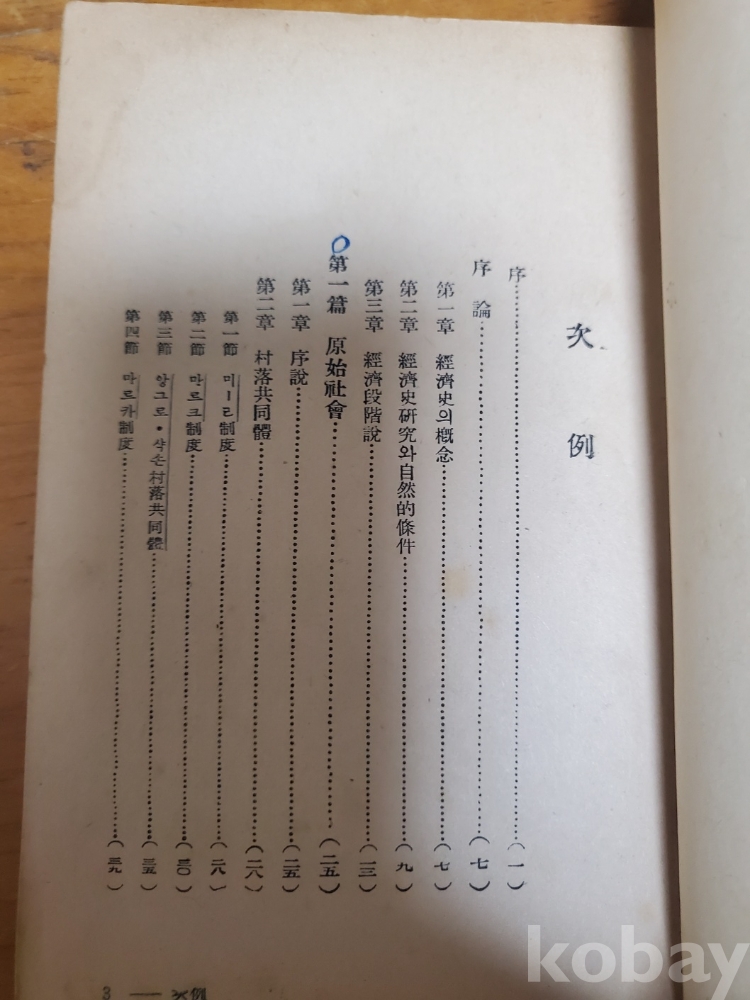 次例
序……(一)
序論……(七)
第一章 經濟史의 槪念……(七)
第二章 經濟史硏究와 自然的條件……(九)
第三章 經濟段階說……(一三)
第一篇 原始社會……(二五)
第一章 序說……(二五)
第二章 村落共同體……(二八)
第一節 미ー르制度……(二八)
第二節 마르크制度……(三〇)
第三節 앙그로・삭손村落共同體……(三五)
第四節 마르카制度……(三九)
3 ── 次例
kobay